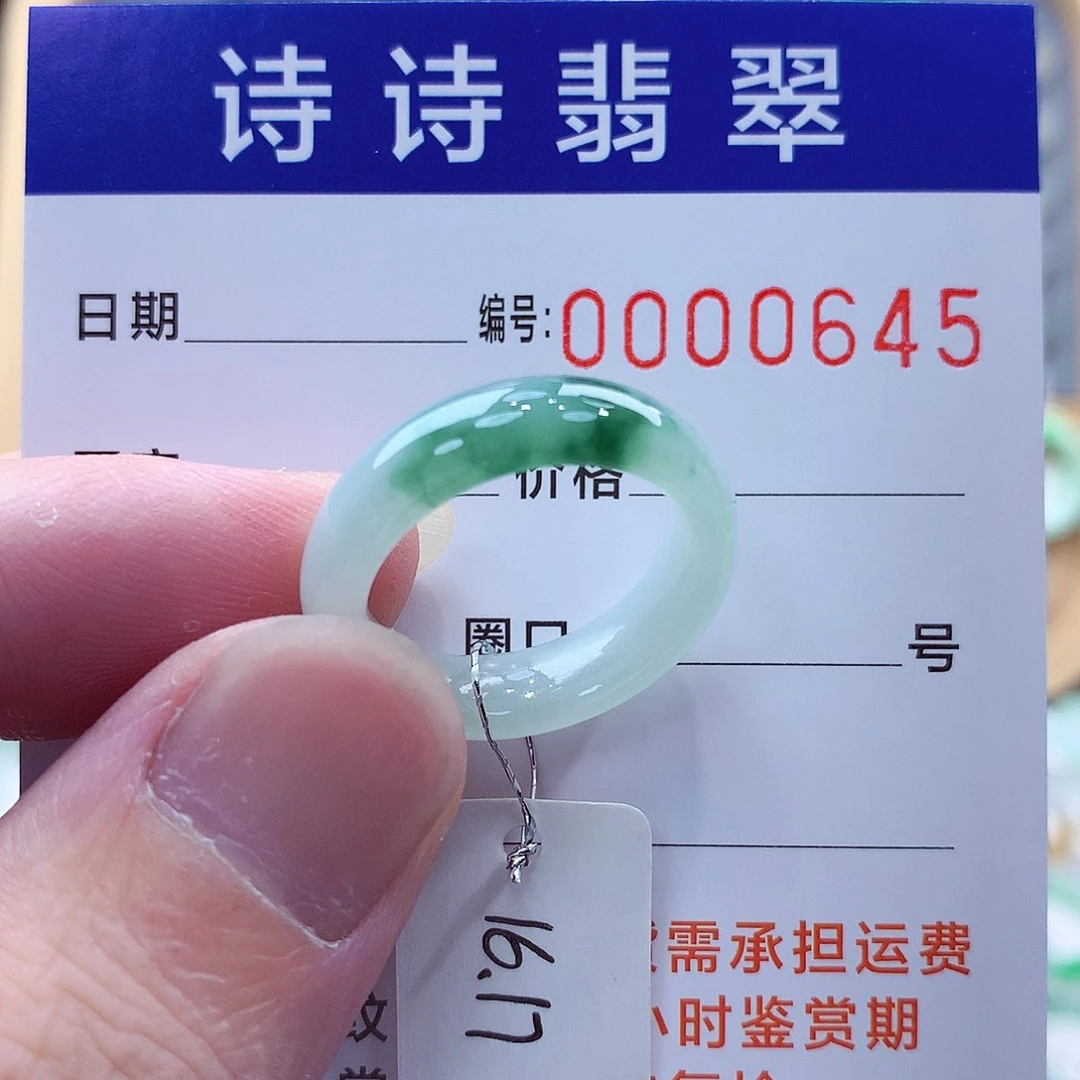 诗诗翡翠
日期 编号:0000645
价格
圈口 号
需承担运费
小时鉴赏期
16.17